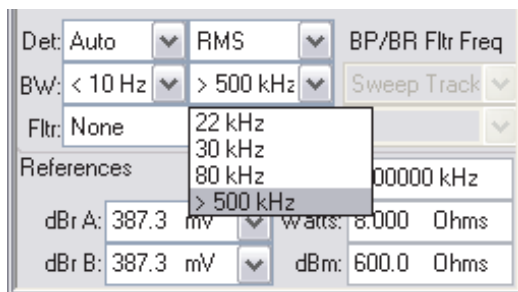 Det: Auto RMS BP/BR Fltr Freq
BW: < 10 Hz > 500 kHz Sweep Track
Fltr: None
22 kHz
30 kHz
80 kHz
> 500 kHz
References 00000 kHz
dBr A: 387.3 mV Watts: 8.000 Ohms
dBr B: 387.3 mV dBm: 600.0 Ohms